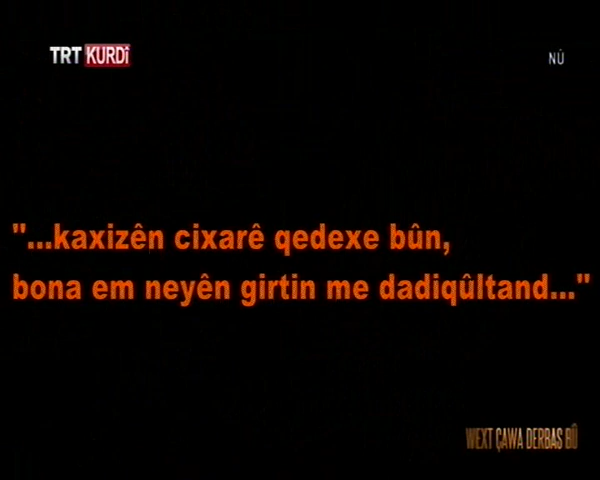 TRT KURDÎ
NÛ
"...kaxizên cixarê qedexe bûn,
bona em neyên girtin me dadiqûltand..."
WEXT ÇAWA DERBAS BÛ